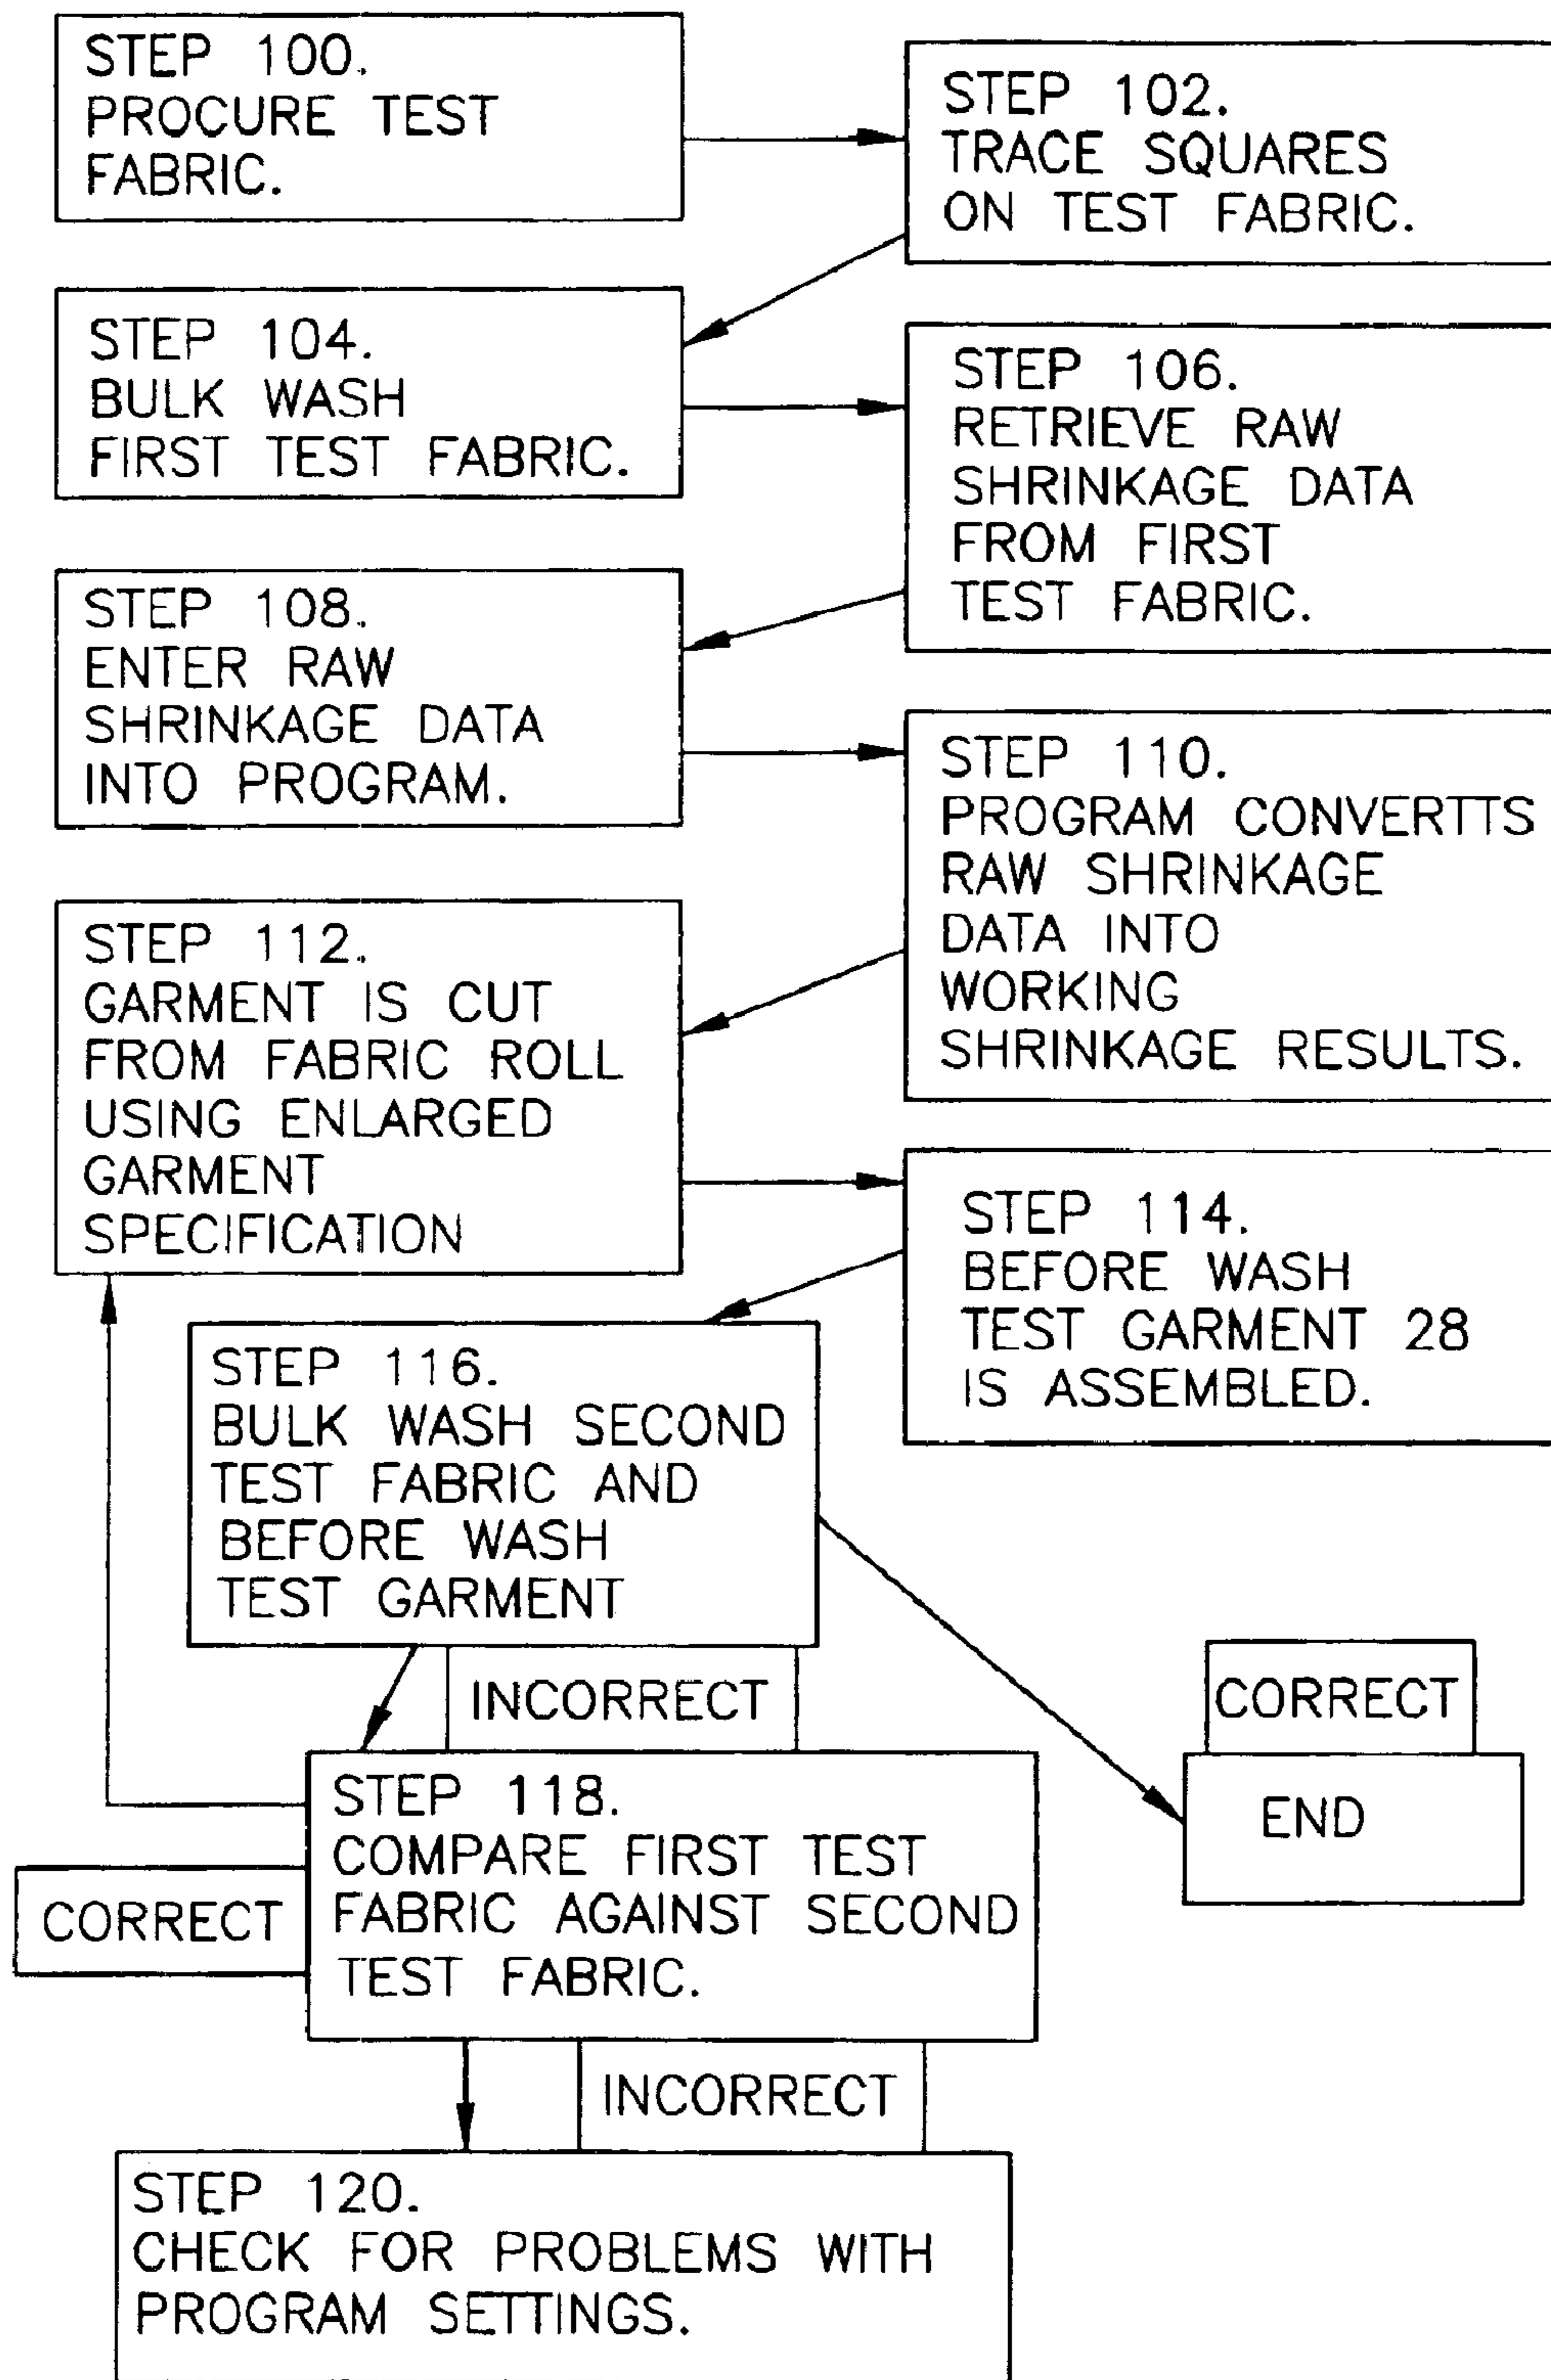 STEP 100.
PROCURE TEST
FABRIC.
STEP 102.
TRACE SQUARES
ON TEST FABRIC.
STEP 104.
BULK WASH
FIRST TEST FABRIC.
STEP 106.
RETRIEVE RAW
SHRINKAGE DATA
FROM FIRST
TEST FABRIC.
STEP 108.
ENTER RAW
SHRINKAGE DATA
INTO PROGRAM.
STEP 110.
PROGRAM CONVERTTS
RAW SHRINKAGE
DATA INTO
WORKING
SHRINKAGE RESULTS.
STEP 112.
GARMENT IS CUT
FROM FABRIC ROLL
USING ENLARGED
GARMENT
SPECIFICATION
STEP 114.
BEFORE WASH
TEST GARMENT 28
IS ASSEMBLED.
STEP 116.
BULK WASH SECOND
TEST FABRIC AND
BEFORE WASH
TEST GARMENT
INCORRECT
CORRECT
END
STEP 118.
COMPARE FIRST TEST
FABRIC AGAINST SECOND
TEST FABRIC.
CORRECT
INCORRECT
STEP 120.
CHECK FOR PROBLEMS WITH
PROGRAM SETTINGS.